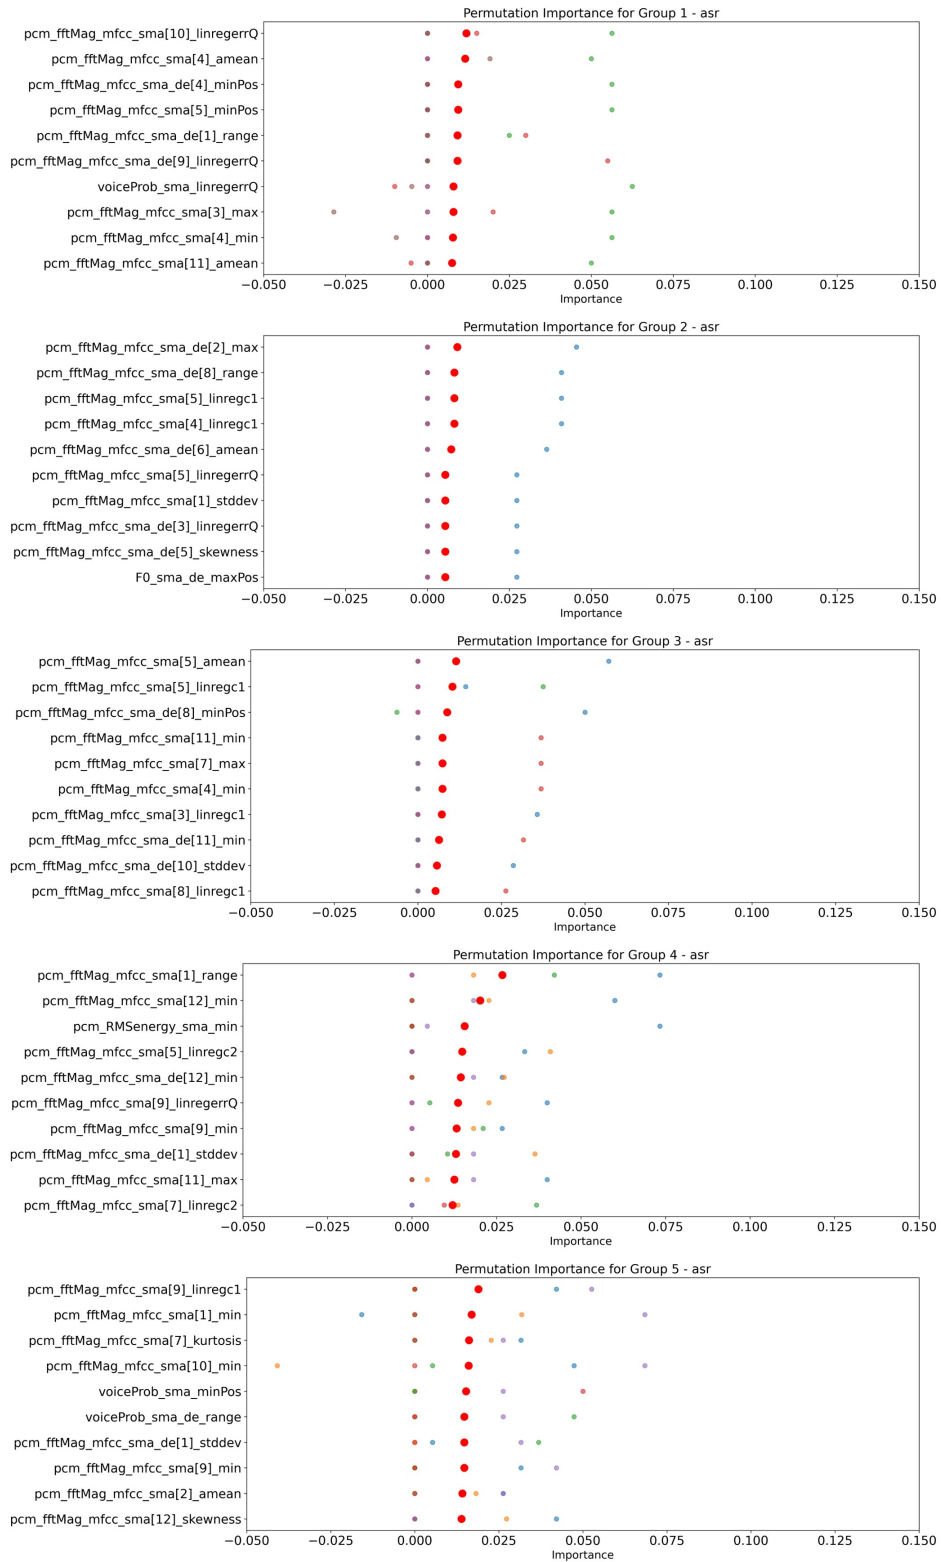 Permutation Importance for Group 1 - asr
pcm_fftMag_mfcc_sma[10]_linregerrQ
pcm_fftMag_mfcc_sma[4]_amean
pcm_fftMag_mfcc_sma_de[4]_minPos
pcm_fftMag_mfcc_sma[5]_minPos
pcm_fftMag_mfcc_sma_de[1]_range
pcm_fftMag_mfcc_sma_de[9]_linregerrQ
voiceProb_sma_linregerrQ
pcm_fftMag_mfcc_sma[3]_max
pcm_fftMag_mfcc_sma[4]_min
pcm_fftMag_mfcc_sma[11]_amean
−0.050 −0.025 0.000 0.025 0.050 0.075 0.100 0.125 0.150
Importance
Permutation Importance for Group 2 - asr
pcm_fftMag_mfcc_sma_de[2]_max
pcm_fftMag_mfcc_sma_de[8]_range
pcm_fftMag_mfcc_sma[5]_linregc1
pcm_fftMag_mfcc_sma[4]_linregc1
pcm_fftMag_mfcc_sma_de[6]_amean
pcm_fftMag_mfcc_sma[5]_linregerrQ
pcm_fftMag_mfcc_sma[1]_stddev
pcm_fftMag_mfcc_sma_de[3]_linregerrQ
pcm_fftMag_mfcc_sma_de[5]_skewness
F0_sma_de_maxPos
−0.050 −0.025 0.000 0.025 0.050 0.075 0.100 0.125 0.150
Importance
Permutation Importance for Group 3 - asr
pcm_fftMag_mfcc_sma[5]_amean
pcm_fftMag_mfcc_sma[5]_linregc1
pcm_fftMag_mfcc_sma_de[8]_minPos
pcm_fftMag_mfcc_sma[11]_min
pcm_fftMag_mfcc_sma[7]_max
pcm_fftMag_mfcc_sma[4]_min
pcm_fftMag_mfcc_sma[3]_linregc1
pcm_fftMag_mfcc_sma_de[11]_min
pcm_fftMag_mfcc_sma_de[10]_stddev
pcm_fftMag_mfcc_sma[8]_linregc1
−0.050 −0.025 0.000 0.025 0.050 0.075 0.100 0.125 0.150
Importance
Permutation Importance for Group 4 - asr
pcm_fftMag_mfcc_sma[1]_range
pcm_fftMag_mfcc_sma[12]_min
pcm_RMSenergy_sma_min
pcm_fftMag_mfcc_sma[5]_linregc2
pcm_fftMag_mfcc_sma_de[12]_min
pcm_fftMag_mfcc_sma[9]_linregerrQ
pcm_fftMag_mfcc_sma[9]_min
pcm_fftMag_mfcc_sma_de[1]_stddev
pcm_fftMag_mfcc_sma[11]_max
pcm_fftMag_mfcc_sma[7]_linregc2
−0.050 −0.025 0.000 0.025 0.050 0.075 0.100 0.125 0.150
Importance
Permutation Importance for Group 5 - asr
pcm_fftMag_mfcc_sma[9]_linregc1
pcm_fftMag_mfcc_sma[1]_min
pcm_fftMag_mfcc_sma[7]_kurtosis
pcm_fftMag_mfcc_sma[10]_min
voiceProb_sma_minPos
voiceProb_sma_de_range
pcm_fftMag_mfcc_sma_de[1]_stddev
pcm_fftMag_mfcc_sma[9]_min
pcm_fftMag_mfcc_sma[2]_amean
pcm_fftMag_mfcc_sma[12]_skewness
−0.050 −0.025 0.000 0.025 0.050 0.075 0.100 0.125 0.150
Importance